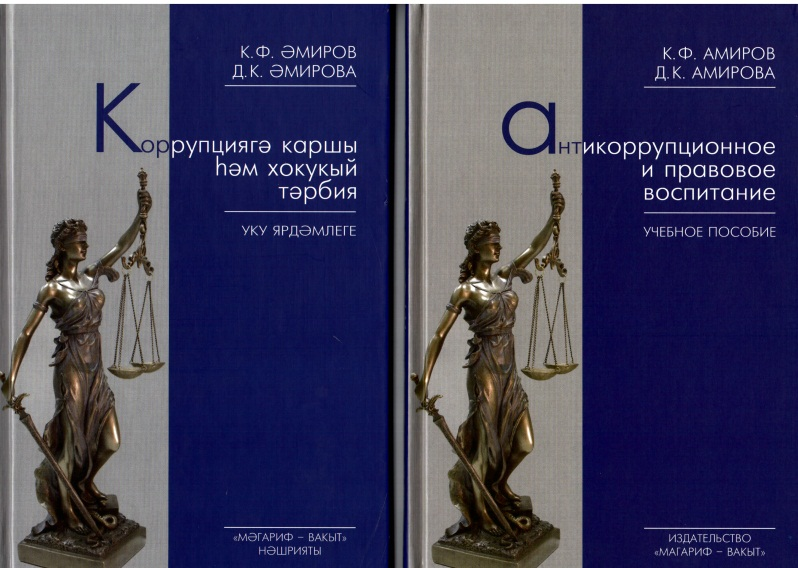 К.Ф. ӘМИРОВ
Д.К. ӘМИРОВА
Коррупциягә каршы
һәм хокукый
тәрбия
УКУ ЯРДӘМЛЕГЕ
«МӘГАРИФ – ВАКЫТ»
НӘШРИЯТЫ
К.Ф. АМИРОВ
Д.К. АМИРОВА
антикоррупционное
и правовое
воспитание
УЧЕБНОЕ ПОСОБИЕ
ИЗДАТЕЛЬСТВО
«МАГАРИФ – ВАКЫТ»